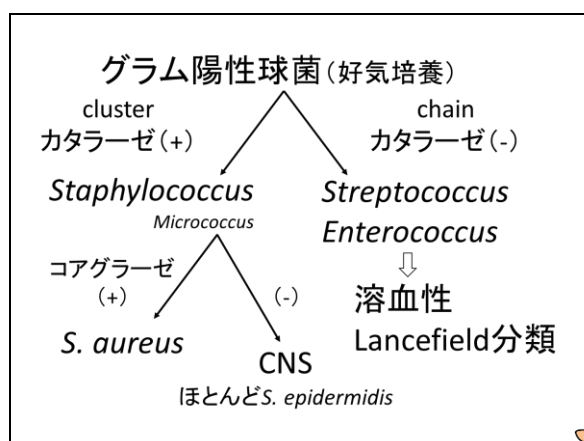 グラム陽性球菌(好気培養)
cluster
カタラーゼ(+)
chain
カタラーゼ(-)
Staphylococcus
Micrococcus
Streptococcus
Enterococcus
コアグラーゼ
(+)
(-)
溶血性
Lancefield分類
S. aureus
CNS
ほとんどS. epidermidis